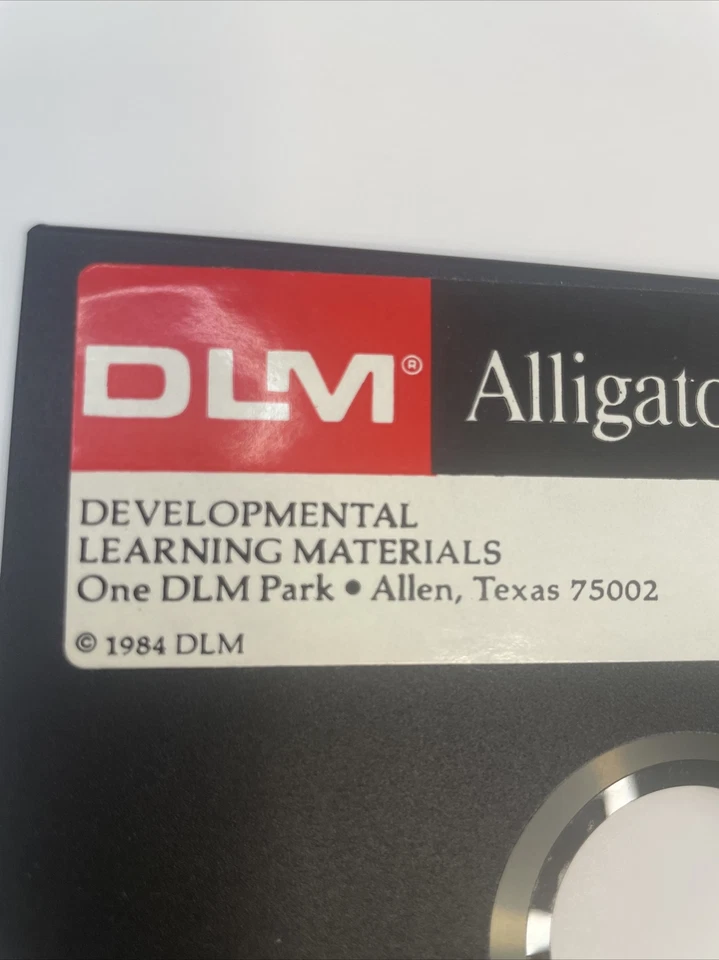 DLM® Alligato
DEVELOPMENTAL
LEARNING MATERIALS
One DLM Park • Allen, Texas 75002
© 1984 DLM